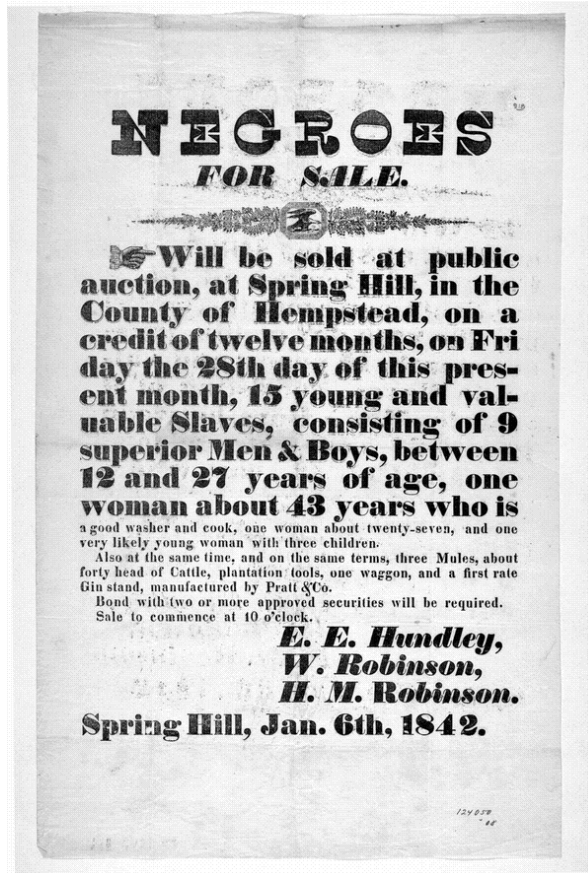 NEGROES
FOR SALE.
Will be sold at public
auction, at Spring Hill, in the
County of Hempstead, on a
credit of twelve months, on Fri
day the 28th day of this pres-
ent month, 15 young and val-
uable Slaves, consisting of 9
superior Men & Boys, between
12 and 27 years of age, one
woman about 43 years who is
a good washer and cook, one woman about twenty-seven, and one
very likely young woman with three children.
Also at the same time, and on the same terms, three Mules, about
forty head of Cattle, plantation tools, one waggon, and a first rate
Gin stand, manufactured by Pratt & Co.
Bond with two or more approved securities will be required.
Sale to commence at 10 o'clock.
E. E. Hundley,
W. Robinson,
H. M. Robinson.
Spring Hill, Jan. 6th, 1842.